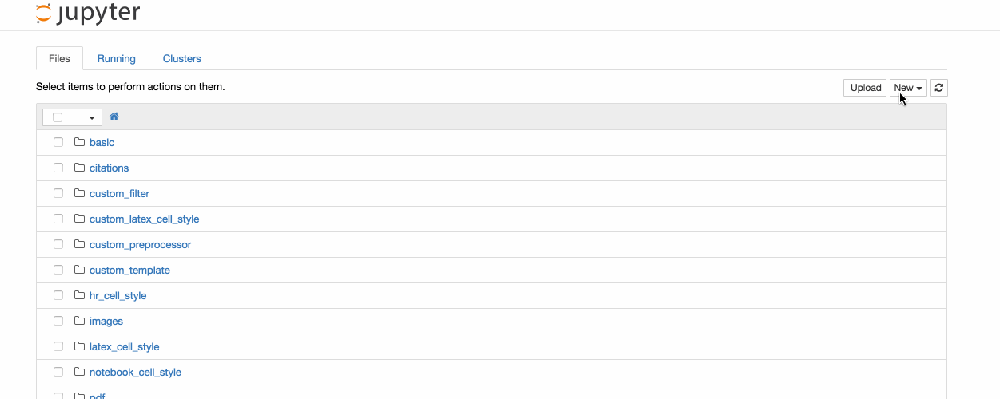 jupyter
Files Running Clusters
Select items to perform actions on them. Upload New
basic
citations
custom_filter
custom_latex_cell_style
custom_preprocessor
custom_template
hr_cell_style
images
latex_cell_style
notebook_cell_style
pdf